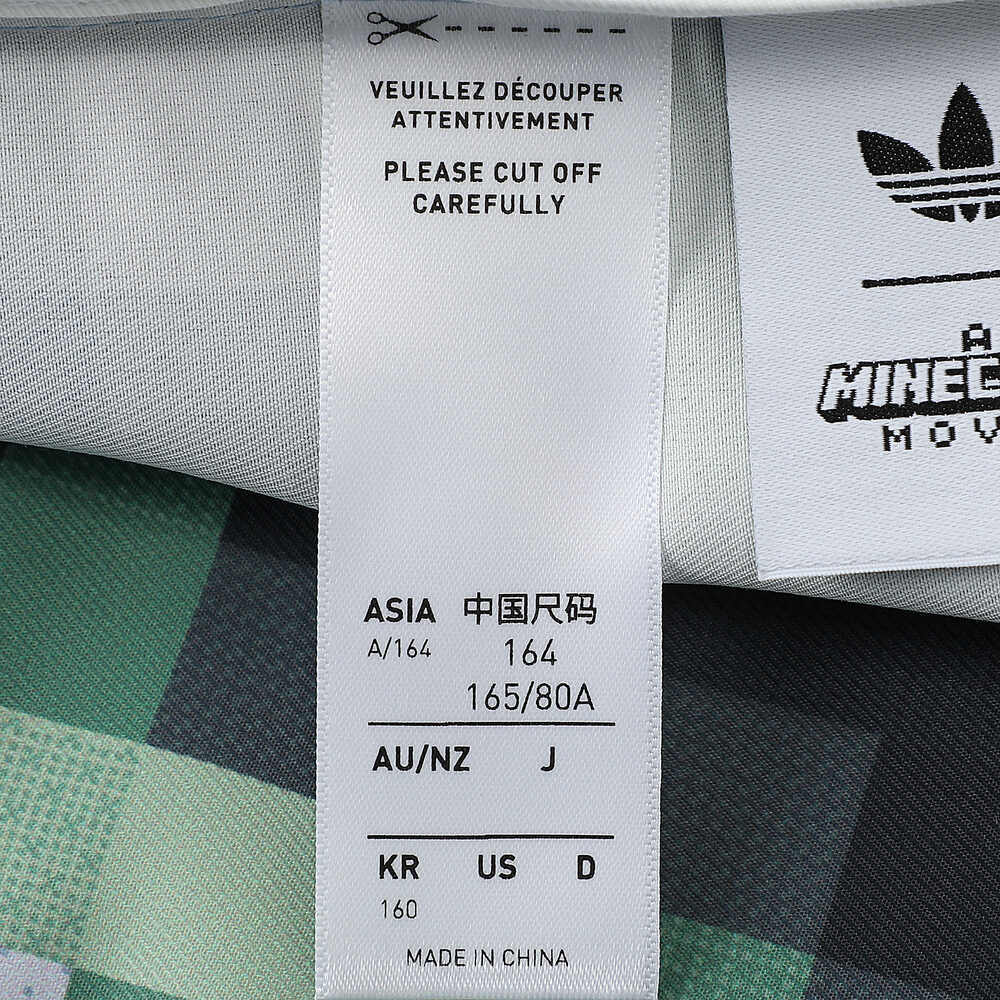 VEUILLEZ DÉCOUPER
ATTENTIVEMENT
PLEASE CUT OFF
CAREFULLY
ASIA 中国尺码
A/164 164
165/80A
AU/NZ J
KR US D
160
MADE IN CHINA
A
MINEC
MOV